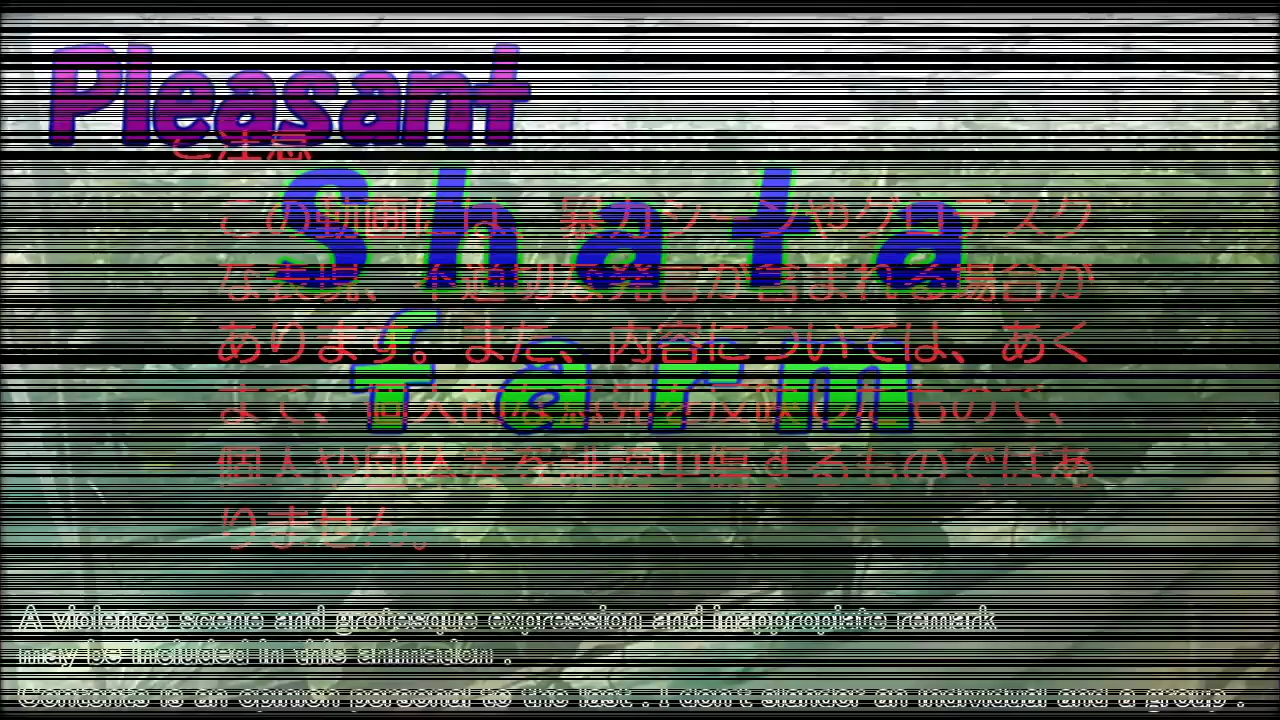 Pleasant
ご注意
Shata
この動画には、暴力シーンやグロテスク
な表現、不適切な発言が含まれる場合が
farm
あります。また、内容については、あく
まで、個人的な意見を反映したもので、
個人や団体等を誹謗中傷するものではあ
りません。
A violence scene and grotesque expression and inappropiate remark
may be included in this animation .
Contents is an opinion personal to the last . I don't slander an individual and a group .